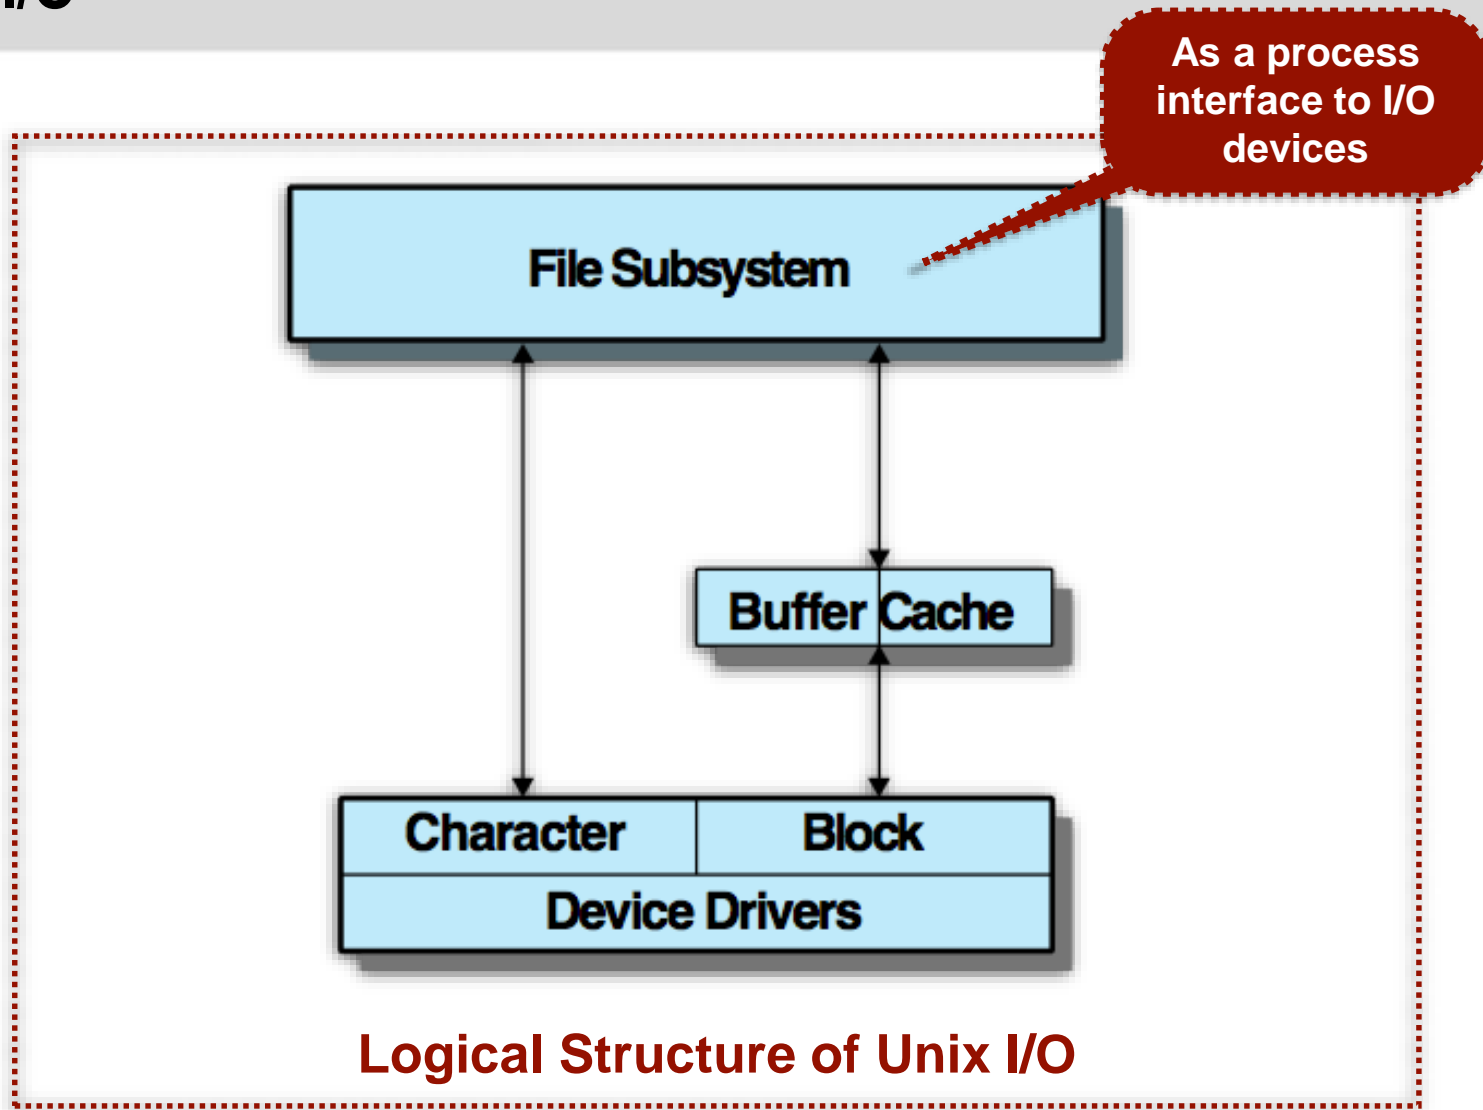 I/O
As a process
interface to I/O
devices
File Subsystem
Buffer Cache
Character Block
Device Drivers
Logical Structure of Unix I/O